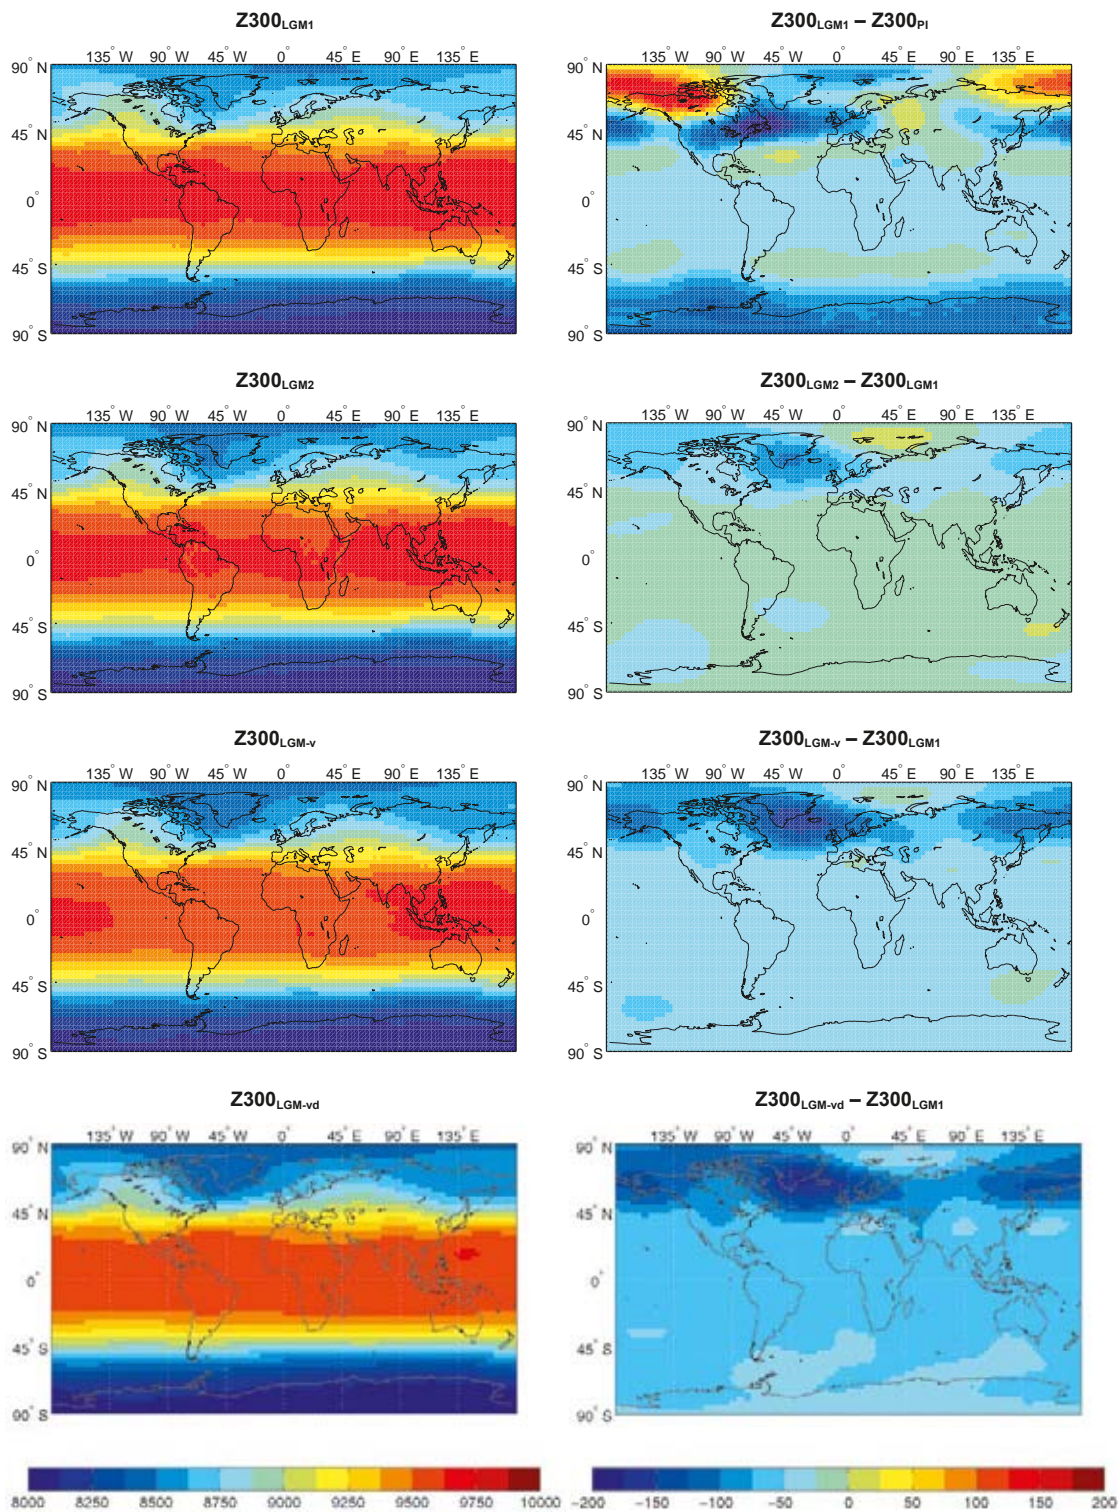 Z300LGM1 Z300LGM1 – Z300PI
135° W 90° W 45° W 0° 45° E 90° E 135° E 135° W 90° W 45° W 0° 45° E 90° E 135° E
90° N 90° N
45° N 45° N
0° 0°
45° S 45° S
90° S 90° S
Z300LGM2 Z300LGM2 – Z300LGM1
135° W 90° W 45° W 0° 45° E 90° E 135° E 135° W 90° W 45° W 0° 45° E 90° E 135° E
90° N 90° N
45° N 45° N
0° 0°
45° S 45° S
90° S 90° S
Z300LGM-v Z300LGM-v – Z300LGM1
135° W 90° W 45° W 0° 45° E 90° E 135° E 135° W 90° W 45° W 0° 45° E 90° E 135° E
90° N 90° N
45° N 45° N
0° 0°
45° S 45° S
90° S 90° S
Z300LGM-vd Z300LGM-vd – Z300LGM1
135° W 90° W 45° W 0° 45° E 90° E 135° E 135° W 90° W 45° W 0° 45° E 90° E 135° E
90° N 90° N
45° N 45° N
0° 0°
45° S 45° S
90° S 90° S
8000 8250 8500 8750 9000 9250 9500 9750 10000 −200 −150 −100 −50 0 50 100 150 200